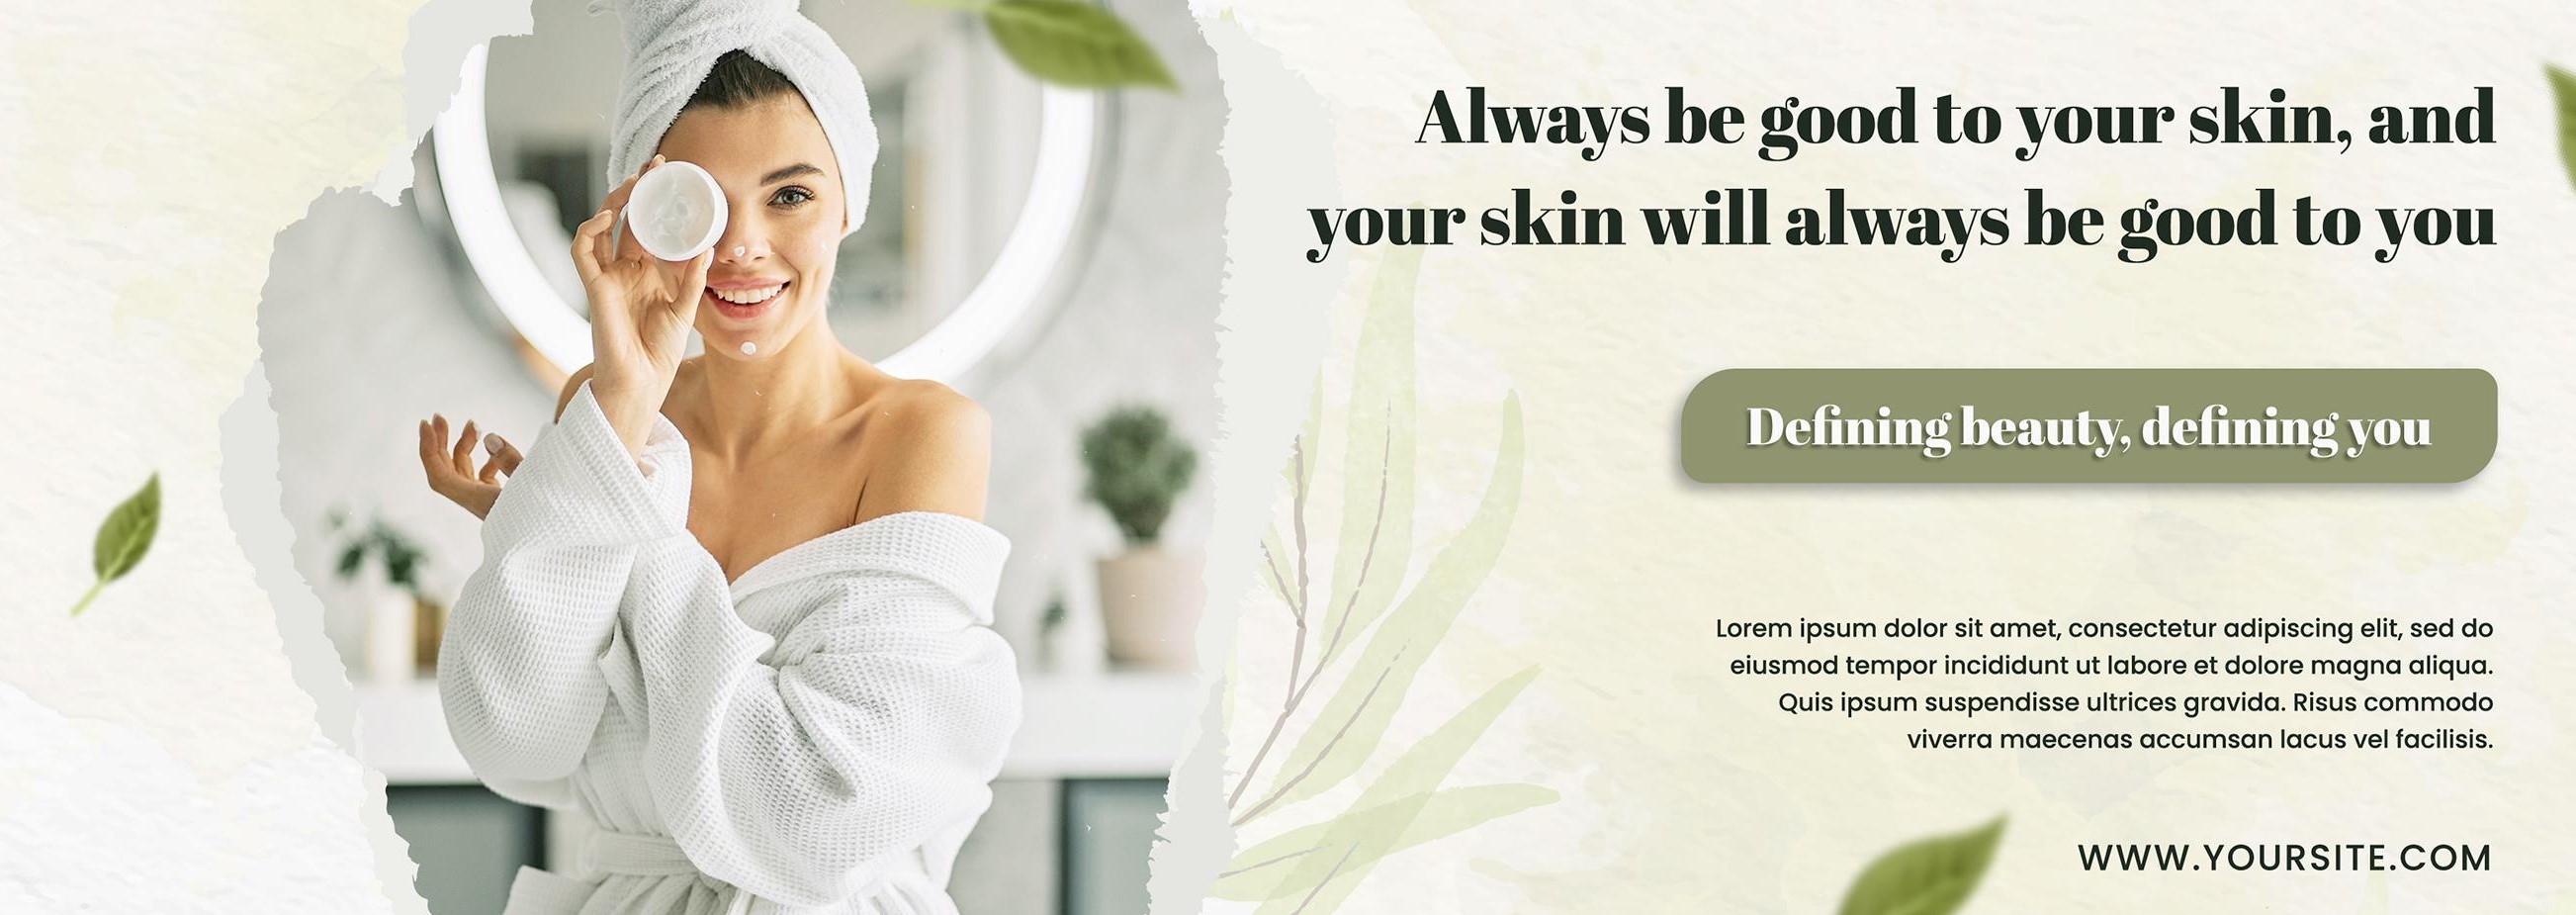 Always be good to your skin, and
your skin will always be good to you
Defining beauty, defining you
Lorem ipsum dolor sit amet, consectetur adipiscing elit, sed do
eiusmod tempor incididunt ut labore et dolore magna aliqua.
Quis ipsum suspendisse ultrices gravida. Risus commodo
viverra maecenas accumsan lacus vel facilisis.
WWW.YOURSITE.COM